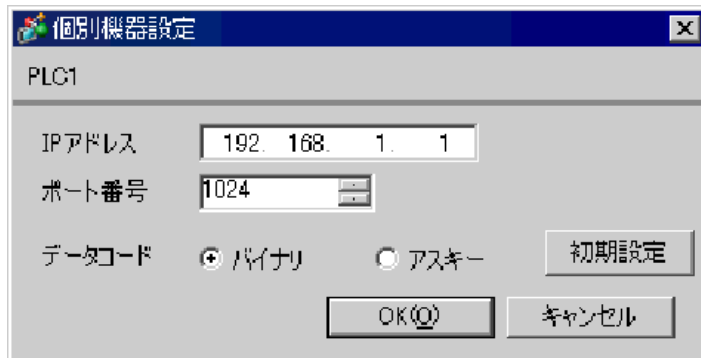 個別機器設定
PLC1
IPアドレス 192. 168. 1. 1
ポート番号 1024
データコード バイナリ アスキー 初期設定
OK(O) キャンセル